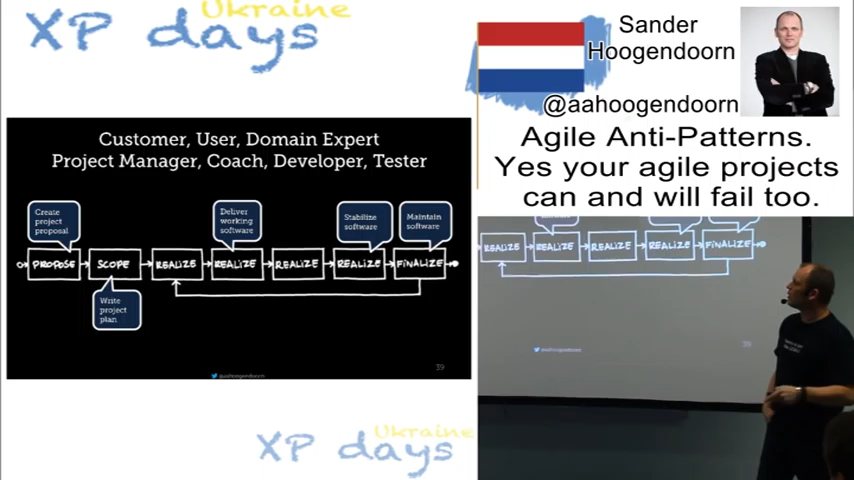 XP days
Ukraine
Sander
Hoogendoorn
@aahoogendoorn
Agile Anti-Patterns.
Yes your agile projects
can and will fail too.
Customer, User, Domain Expert
Project Manager, Coach, Developer, Tester
Create
project
proposal
Deliver
working
software
Stabilize
software
Maintain
software
PROPOSE
SCOPE
REALIZE
REALIZE
REALIZE
REALIZE
FINALIZE
Write
project
plan
39
@aahoogendoorn
REALIZE
REALIZE
REALIZE
REALIZE
FINALIZE
@aahoogendoorn
39
XP days
Ukraine